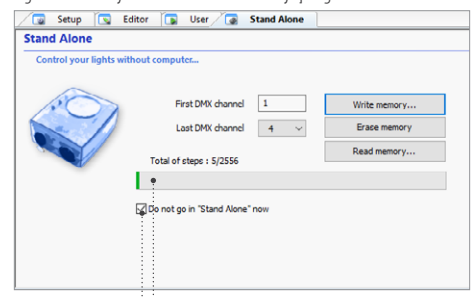 Setup Editor User Stand Alone
Stand Alone
Control your lights without computer...
First DMX channel 1 Write memory...
Last DMX channel 4 Erase memory
Read memory...
Total of steps : 5/2556
Do not go in "Stand Alone" now